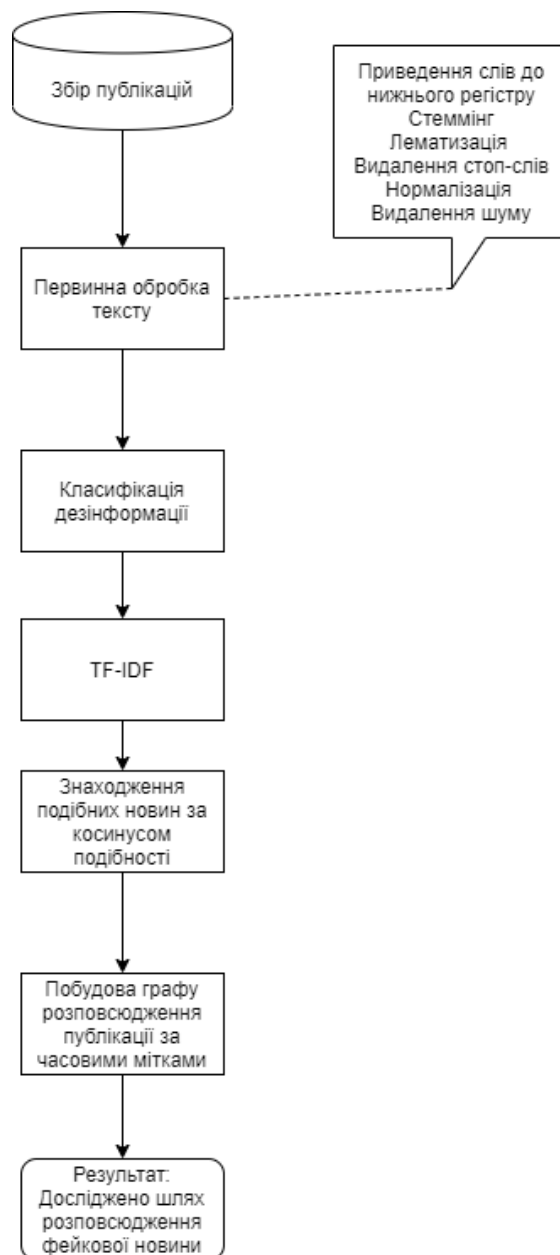 Збір публікацій
Приведення слів до
нижнього регістру
Стеммінг
Лематизація
Видалення стоп-слів
Нормалізація
Видалення шуму
Первинна обробка
тексту
Класифікація
дезінформації
TF-IDF
Знаходження
подібних новин за
косинусом
подібності
Побудова графу
розповсюдження
публікації за
часовими мітками
Результат:
Досліджено шлях
розповсюдження
фейкової новини